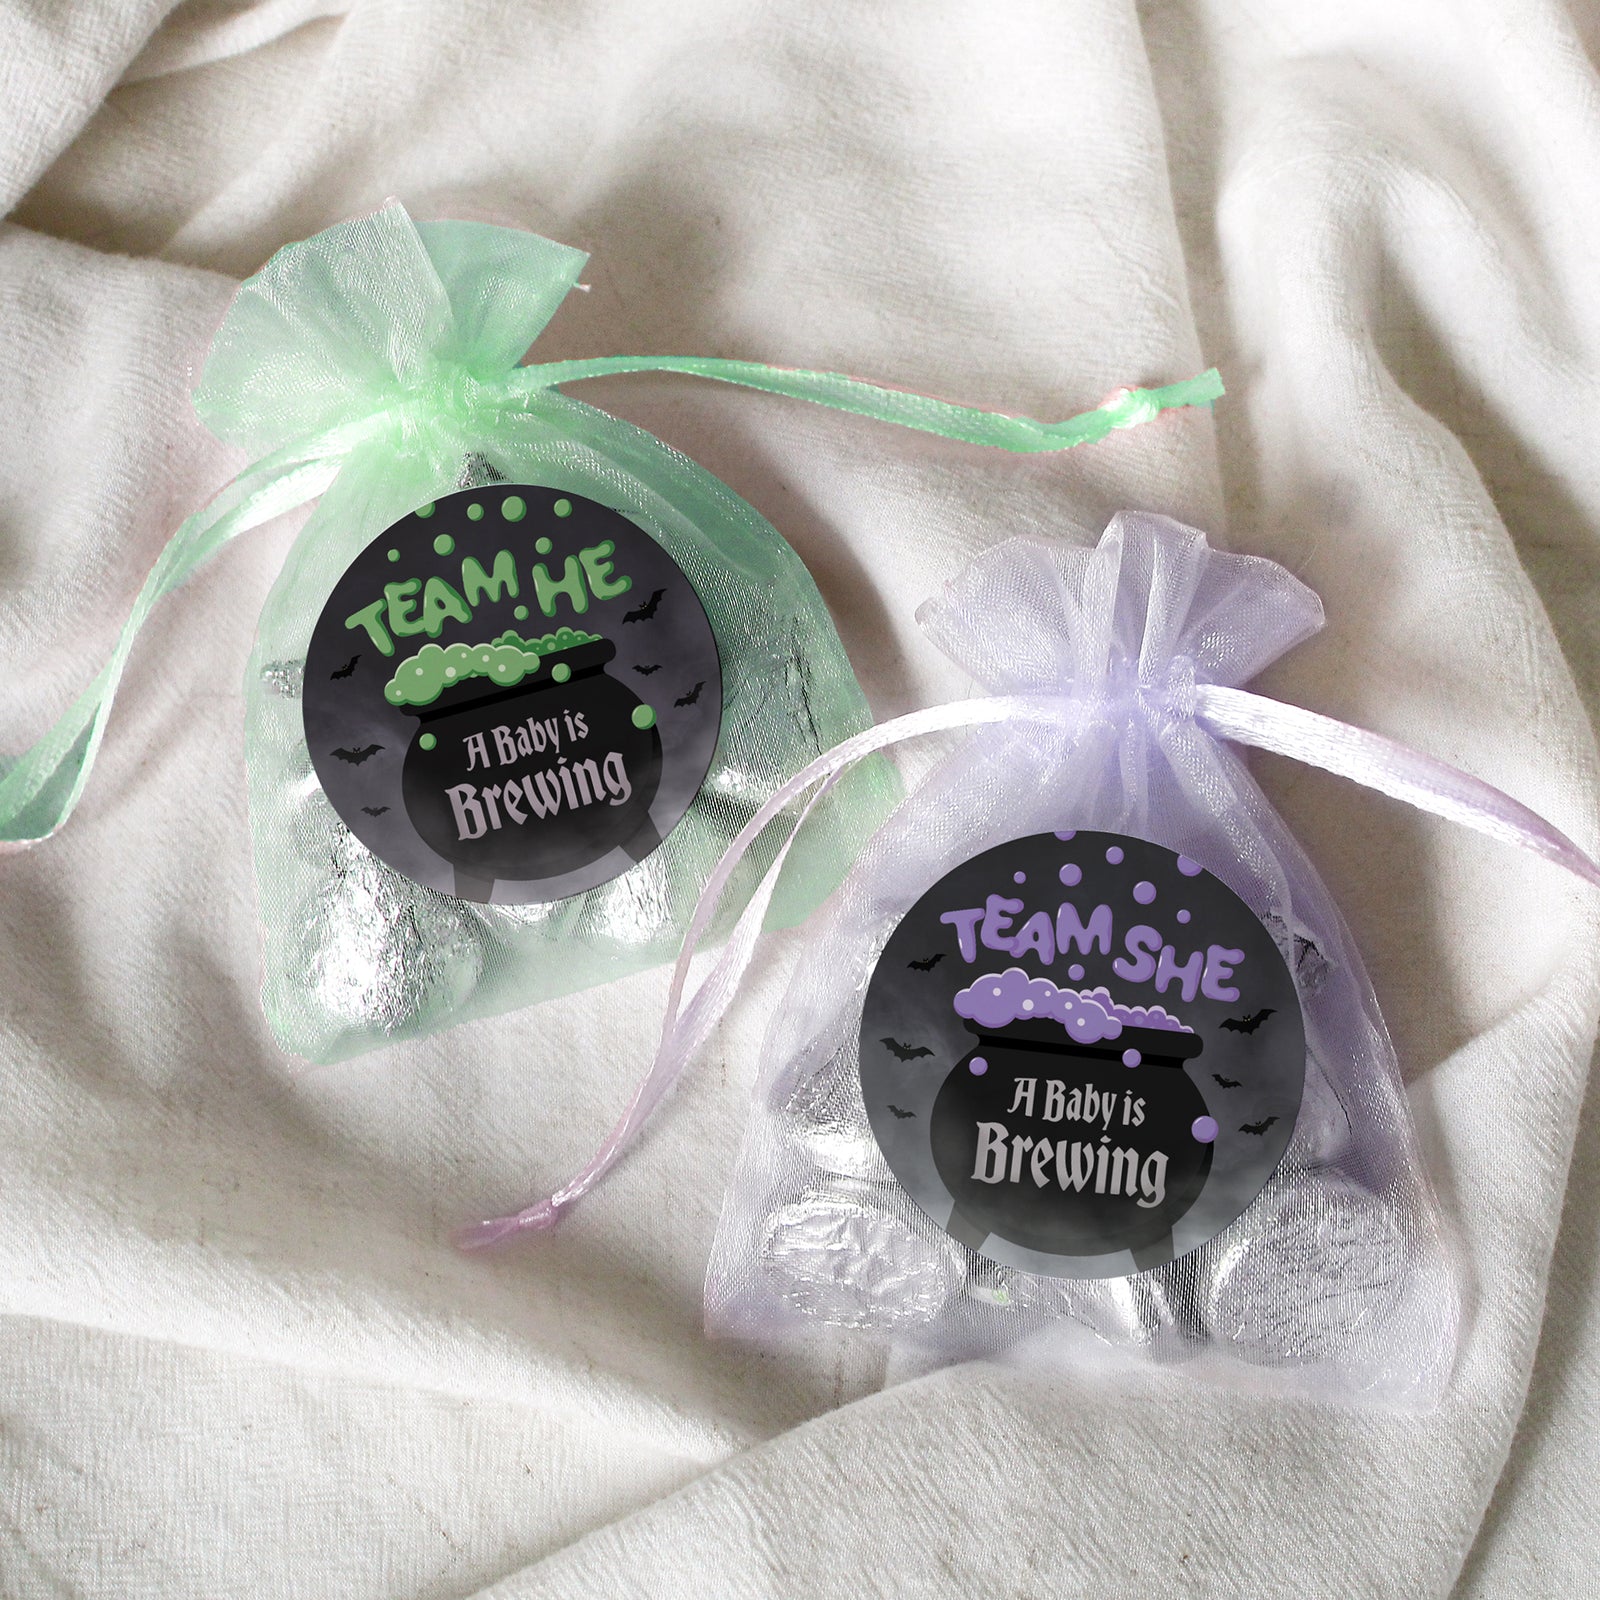 TEAM HE
A Baby is
Brewing
TEAM SHE
A Baby is
Brewing